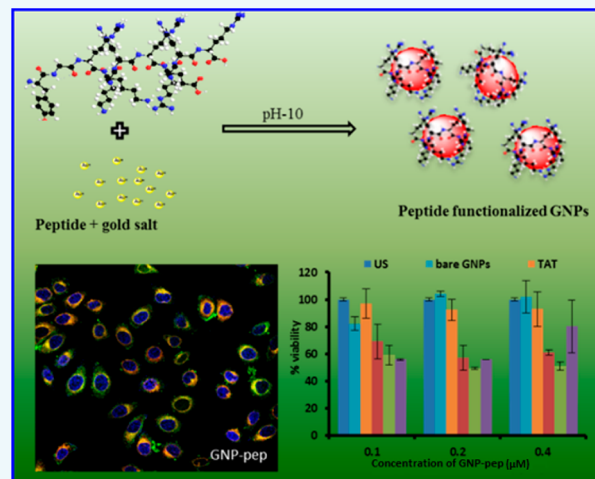 pH-10
Peptide + gold salt
Peptide functionalized GNPs
GNP-pep
US bare GNPs TAT
120
100
80
60
40
20
0
% viability
0.1 0.2 0.4
Concentration of GNP-pep (µM)